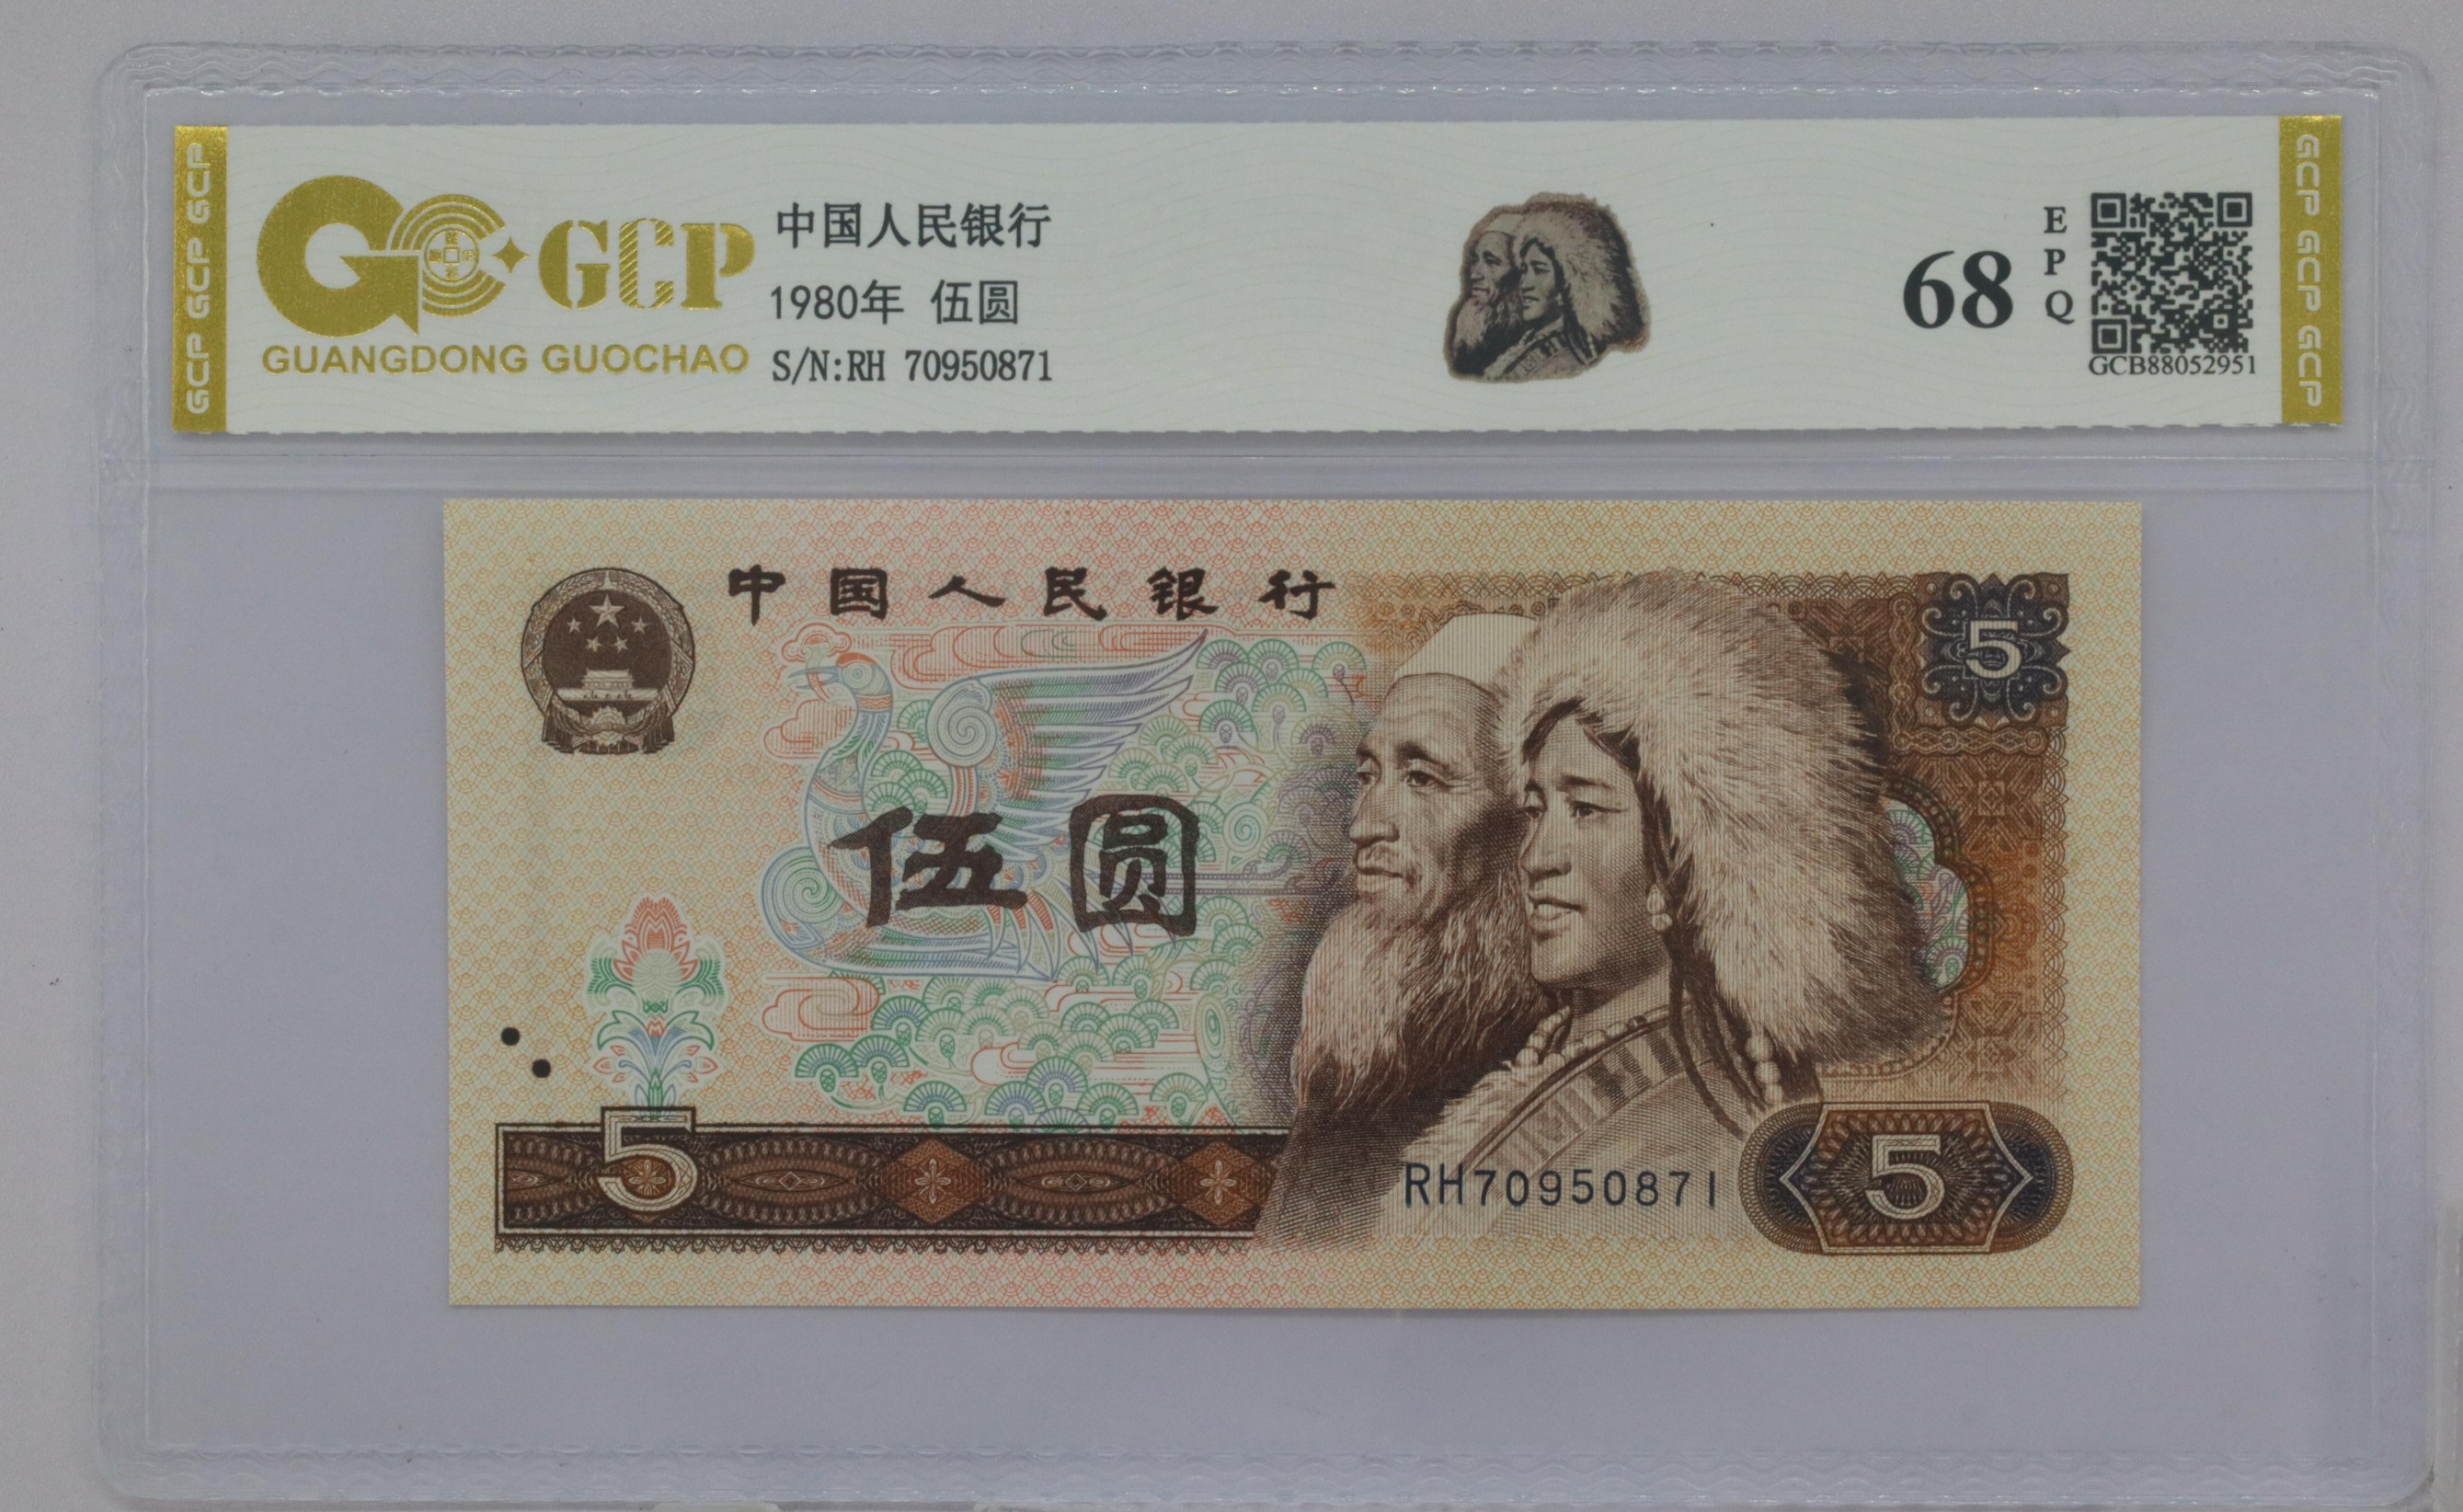 GCP GCP GCP
GCP
GUANGDONG GUOCHAO
中国人民银行
1980年 伍圆
S/N:RH 70950871
68
EPQ
GCB88052951
GCP GCP GCP
中国人民银行
5
伍圆
5
RH70950871
5